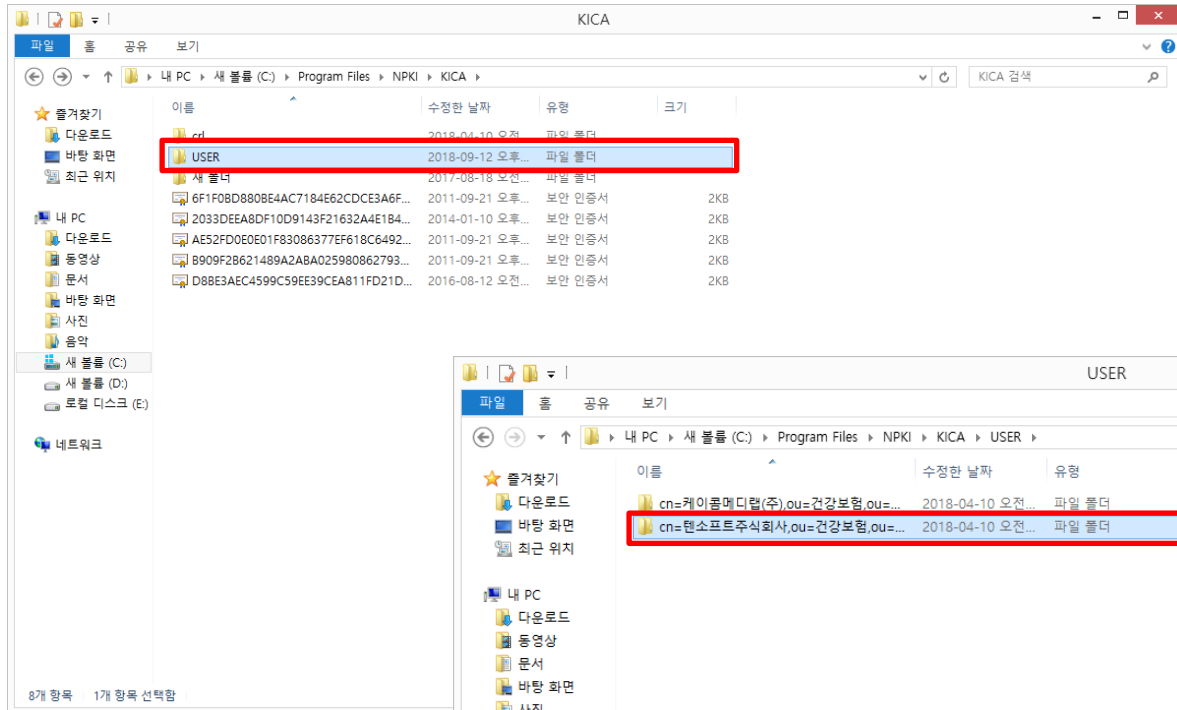 KICA
파일 홈 공유 보기
내 PC 새 볼륨 (C:) Program Files NPKI KICA
KICA 검색
이름 수정한 날짜 유형 크기
즐겨찾기
다운로드
바탕 화면
최근 위치
내 PC
다운로드
동영상
문서
바탕 화면
사진
음악
새 볼륨 (C:)
새 볼륨 (D:)
로컬 디스크 (E:)
네트워크
crl 2018-04-10 오전... 파일 폴더
USER 2018-09-12 오후... 파일 폴더
새 폴더 2017-08-18 오전... 파일 폴더
6F1F0BD880BE4AC7184E62CDCE3A6F... 2011-09-21 오후... 보안 인증서 2KB
2033DEEA8DF10D9143F21632A4E1B4... 2014-01-10 오후... 보안 인증서 2KB
AE52FD0E0E01F83086377EF618C6492... 2011-09-21 오후... 보안 인증서 2KB
B909F2B621489A2ABA025980862793... 2011-09-21 오후... 보안 인증서 2KB
D8BE3AEC4599C59EE39CEA811FD21D... 2016-08-12 오전... 보안 인증서 2KB
8개 항목 1개 항목 선택함
USER
파일 홈 공유 보기
내 PC 새 볼륨 (C:) Program Files NPKI KICA USER
이름 수정한 날짜 유형
즐겨찾기
다운로드
바탕 화면
최근 위치
내 PC
다운로드
동영상
문서
바탕 화면
사진
cn=케이콤메디랩(주),ou=건강보험,ou=... 2018-04-10 오전... 파일 폴더
cn=텐소프트주식회사,ou=건강보험,ou=... 2018-04-10 오전... 파일 폴더